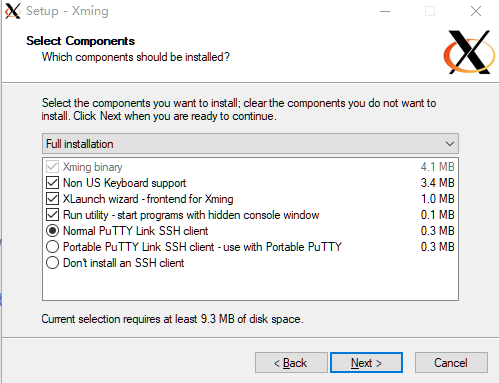 Setup - Xming
Select Components
Which components should be installed?
Select the components you want to install; clear the components you do not want to
install. Click Next when you are ready to continue.
Full installation
Xming binary 4.1 MB
Non US Keyboard support 3.4 MB
XLaunch wizard - frontend for Xming 1.0 MB
Run utility - start programs with hidden console window 0.1 MB
Normal PuTTY Link SSH client 0.3 MB
Portable PuTTY Link SSH client - use with Portable PuTTY 0.3 MB
Don't install an SSH client
Current selection requires at least 9.3 MB of disk space.
< Back Next > Cancel